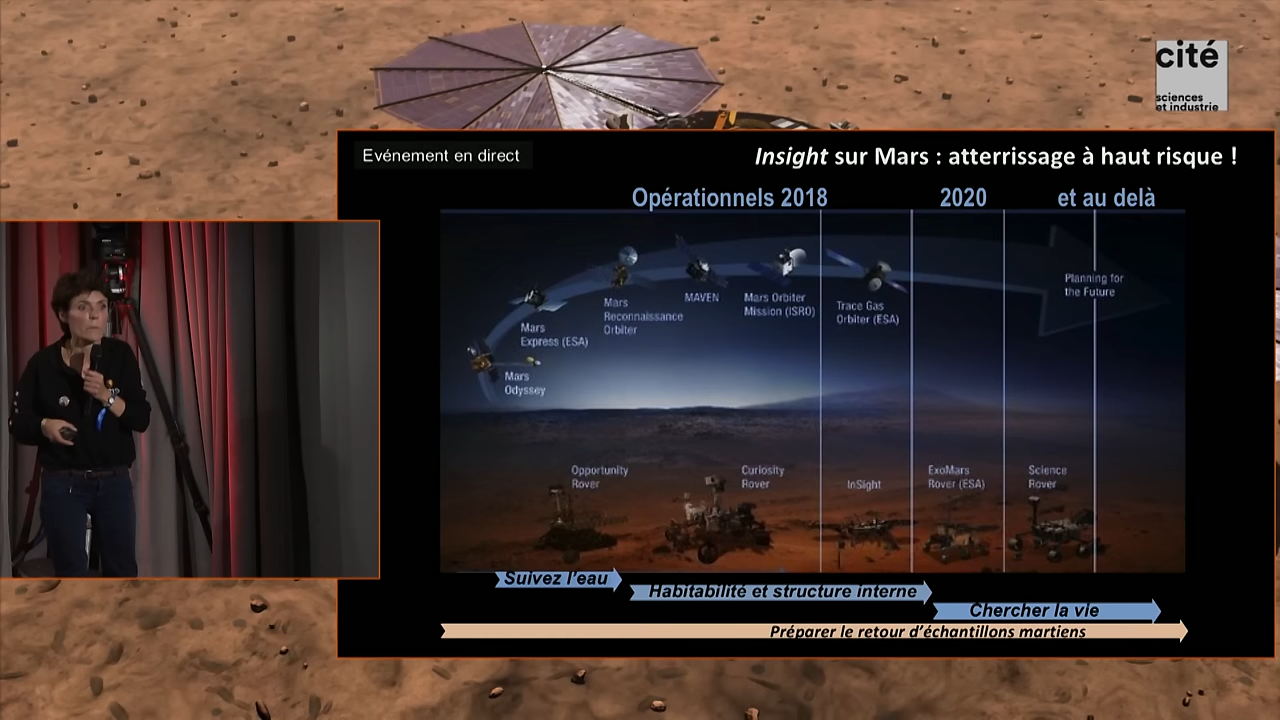 cité
sciences
et industrie
Evénement en direct
Insight sur Mars : atterrissage à haut risque !
Opérationnels 2018
2020
et au delà
Planning for
the Future
Mars
Reconnaissance
Orbiter
MAVEN
Mars Orbiter
Mission (ISRO)
Trace Gas
Orbiter (ESA)
Mars
Express (ESA)
Mars
Odyssey
Opportunity
Rover
Curiosity
Rover
InSight
ExoMars
Rover (ESA)
Science
Rover
Suivez l'eau
Habitabilité et structure interne
Chercher la vie
Préparer le retour d'échantillons martiens